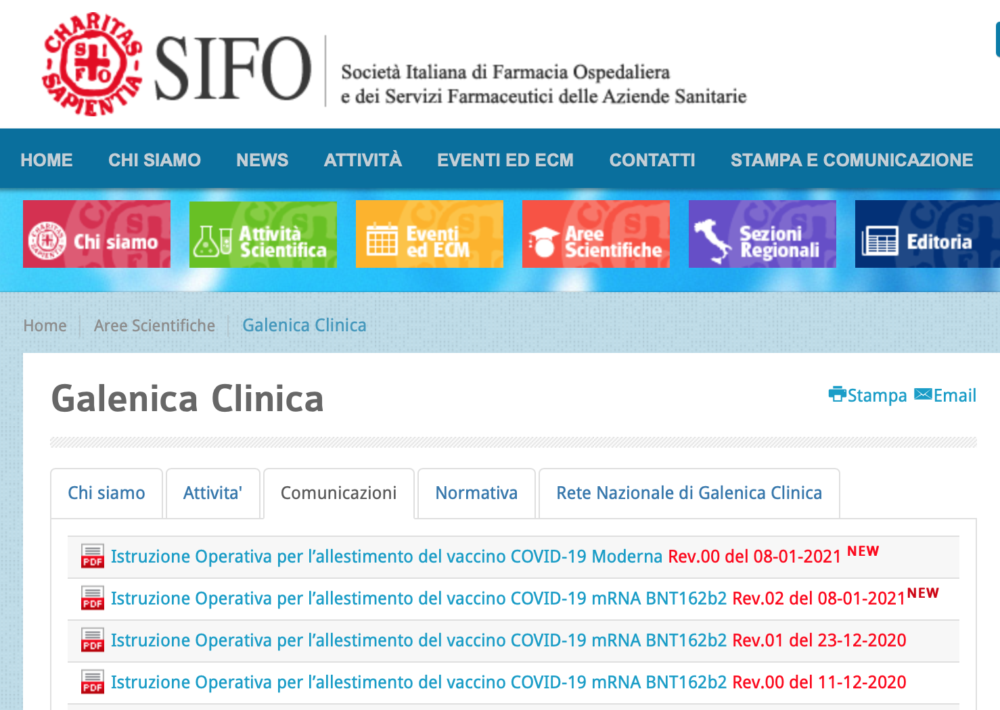 CHARITAS
SAPIENTIA
S I
F O
SIFO
Società Italiana di Farmacia Ospedaliera
e dei Servizi Farmaceutici delle Aziende Sanitarie
HOME CHI SIAMO NEWS ATTIVITÀ EVENTI ED ECM CONTATTI STAMPA E COMUNICAZIONE
Chi siamo
Attività
Scientifica
Eventi
ed ECM
Aree
Scientifiche
Sezioni
Regionali
Editoria
Home Aree Scientifiche Galenica Clinica
Galenica Clinica
Stampa Email
Chi siamo Attivita' Comunicazioni Normativa Rete Nazionale di Galenica Clinica
PDF Istruzione Operativa per l’allestimento del vaccino COVID-19 Moderna Rev.00 del 08-01-2021 NEW
PDF Istruzione Operativa per l’allestimento del vaccino COVID-19 mRNA BNT162b2 Rev.02 del 08-01-2021NEW
PDF Istruzione Operativa per l’allestimento del vaccino COVID-19 mRNA BNT162b2 Rev.01 del 23-12-2020
PDF Istruzione Operativa per l’allestimento del vaccino COVID-19 mRNA BNT162b2 Rev.00 del 11-12-2020